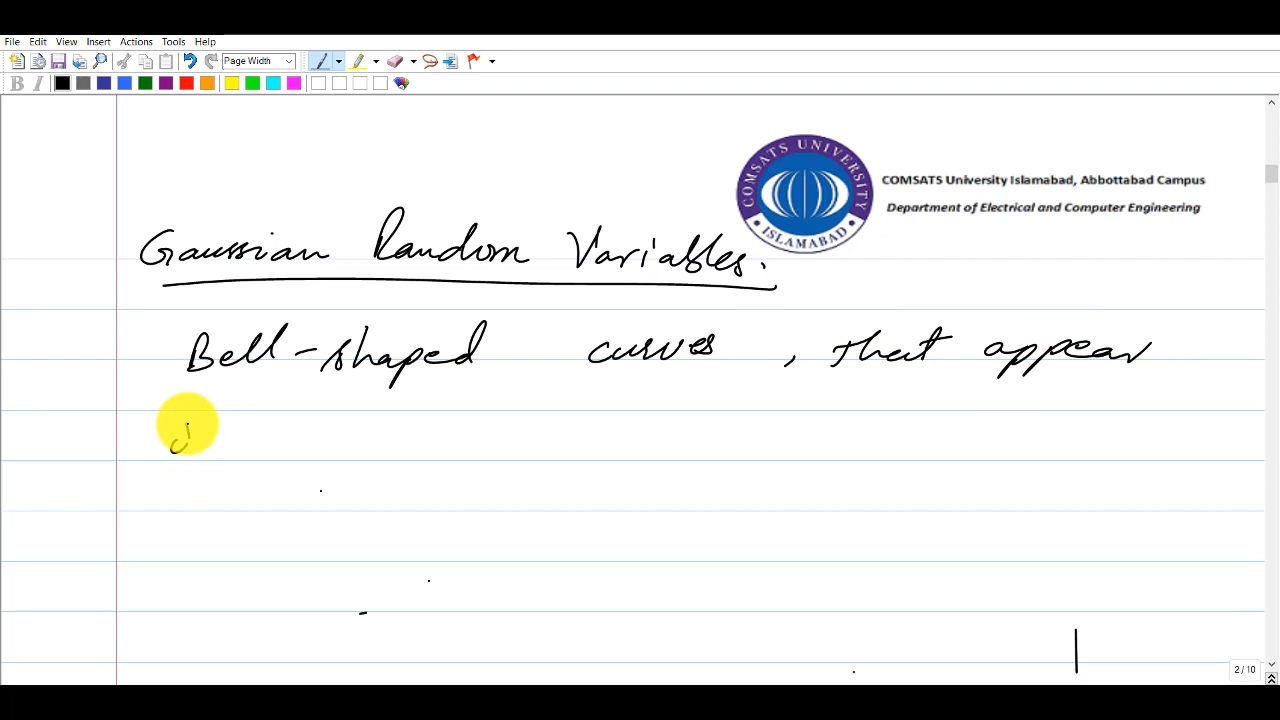 File Edit View Insert Actions Tools Help
Page Width
B I
COMSATS UNIVERSITY
ISLAMABAD
COMSATS University Islamabad, Abbottabad Campus
Department of Electrical and Computer Engineering
Gaussian Random Variables.
Bell-shaped curves, that appear
2 / 10